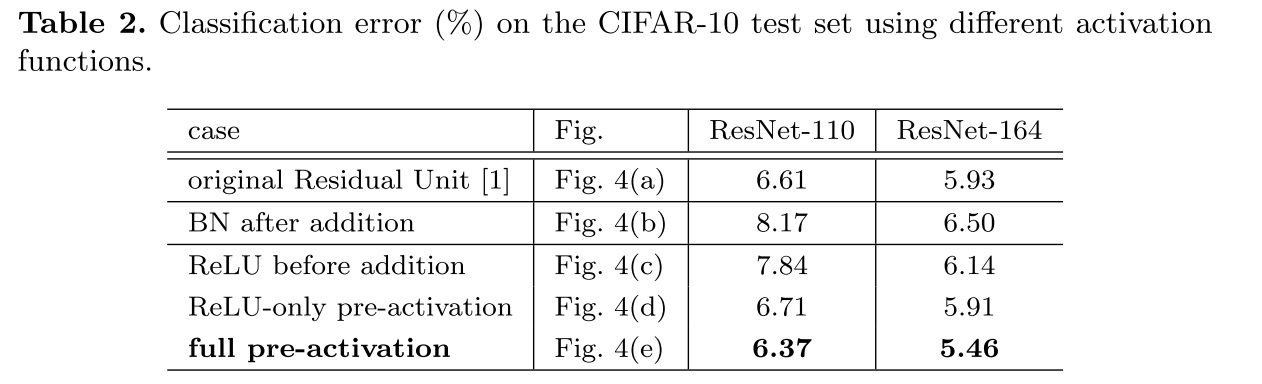 Table 2. Classification error (%) on the CIFAR-10 test set using different activation
functions.
case Fig. ResNet-110 ResNet-164
original Residual Unit [1] Fig. 4(a) 6.61 5.93
BN after addition Fig. 4(b) 8.17 6.50
ReLU before addition Fig. 4(c) 7.84 6.14
ReLU-only pre-activation Fig. 4(d) 6.71 5.91
full pre-activation Fig. 4(e) 6.37 5.46